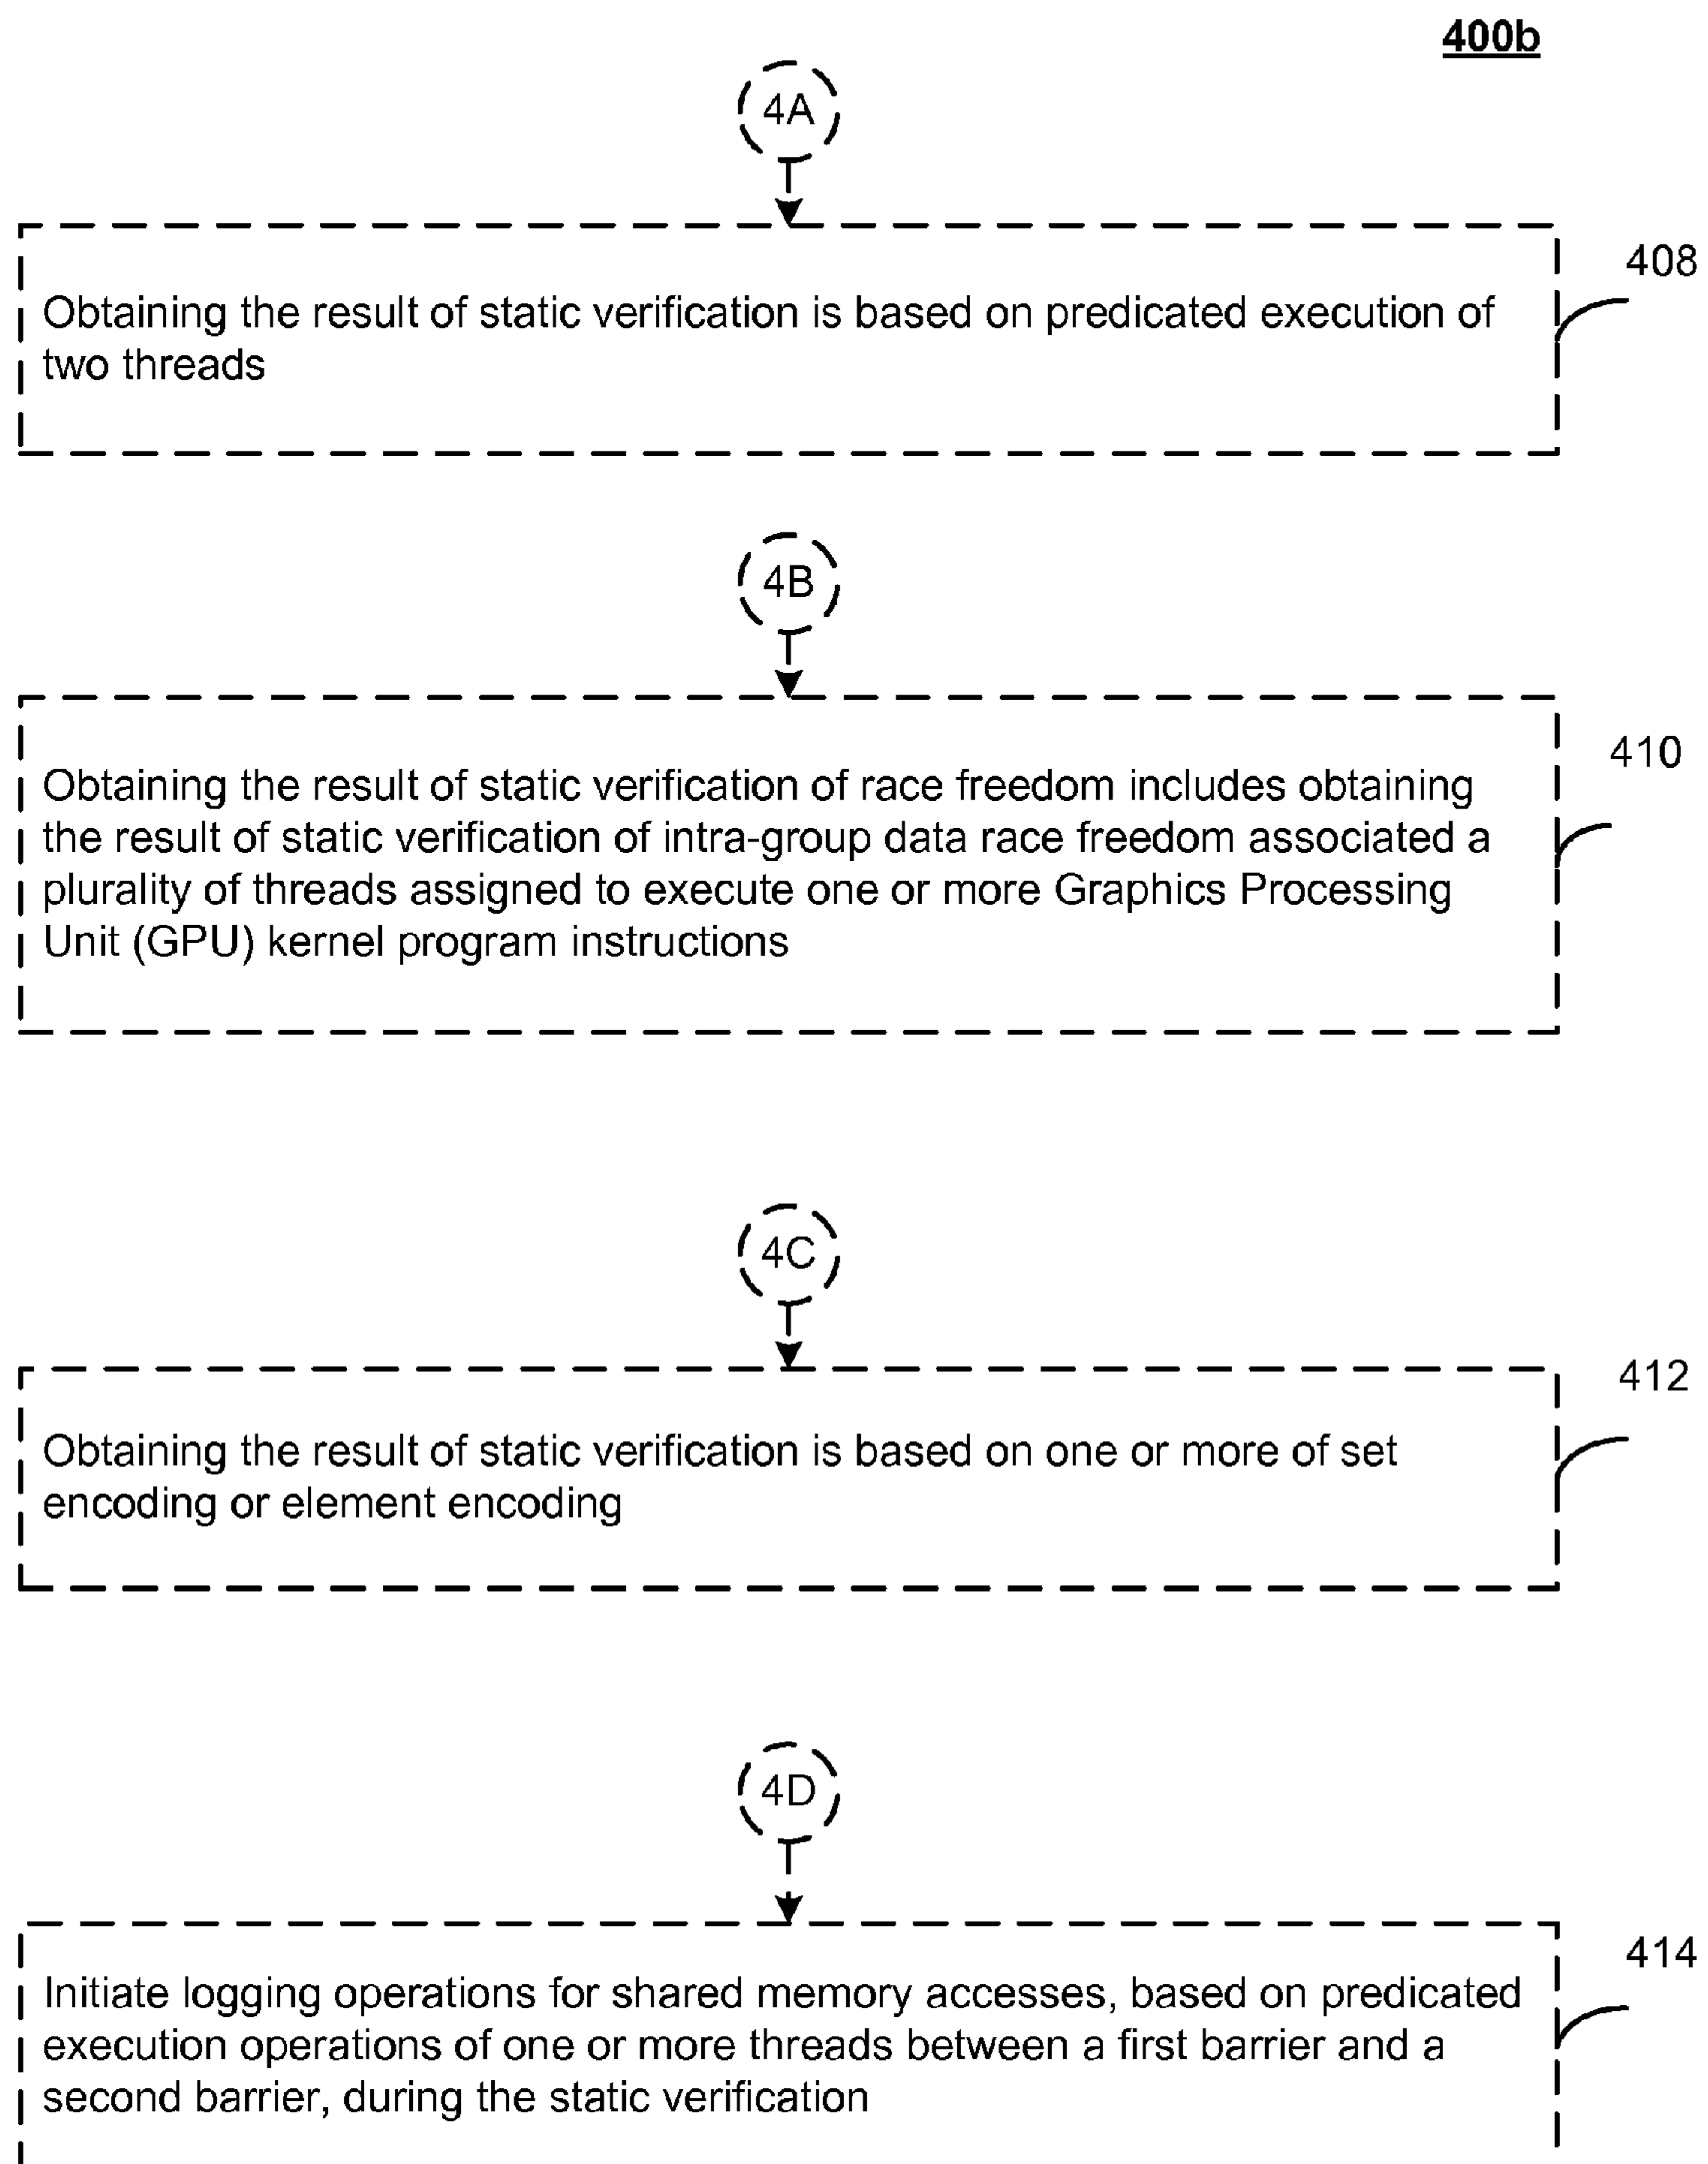 400b
4A
408
Obtaining the result of static verification is based on predicated execution of
two threads
4B
410
Obtaining the result of static verification of race freedom includes obtaining
the result of static verification of intra-group data race freedom associated a
plurality of threads assigned to execute one or more Graphics Processing
Unit (GPU) kernel program instructions
4C
412
Obtaining the result of static verification is based on one or more of set
encoding or element encoding
4D
414
Initiate logging operations for shared memory accesses, based on predicated
execution operations of one or more threads between a first barrier and a
second barrier, during the static verification